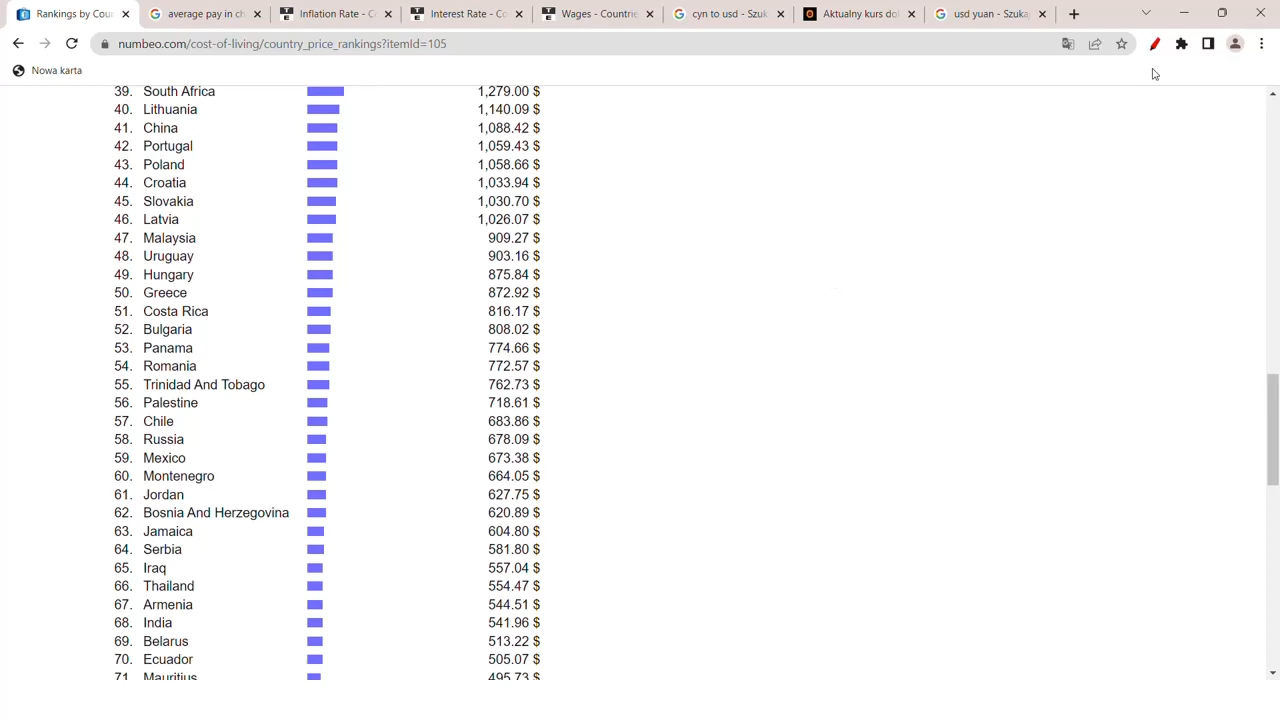 Rankings by Cour
average pay in ch
Inflation Rate - Co
Interest Rate - Co
Wages - Countrie
cyn to usd - Szuk
Aktualny kurs dol
usd yuan - Szuka
numbeo.com/cost-of-living/country_price_rankings?itemId=105
Nowa karta
39. South Africa 1,279.00 $
40. Lithuania 1,140.09 $
41. China 1,088.42 $
42. Portugal 1,059.43 $
43. Poland 1,058.66 $
44. Croatia 1,033.94 $
45. Slovakia 1,030.70 $
46. Latvia 1,026.07 $
47. Malaysia 909.27 $
48. Uruguay 903.16 $
49. Hungary 875.84 $
50. Greece 872.92 $
51. Costa Rica 816.17 $
52. Bulgaria 808.02 $
53. Panama 774.66 $
54. Romania 772.57 $
55. Trinidad And Tobago 762.73 $
56. Palestine 718.61 $
57. Chile 683.86 $
58. Russia 678.09 $
59. Mexico 673.38 $
60. Montenegro 664.05 $
61. Jordan 627.75 $
62. Bosnia And Herzegovina 620.89 $
63. Jamaica 604.80 $
64. Serbia 581.80 $
65. Iraq 557.04 $
66. Thailand 554.47 $
67. Armenia 544.51 $
68. India 541.96 $
69. Belarus 513.22 $
70. Ecuador 505.07 $
71. Mauritius 495.73 $